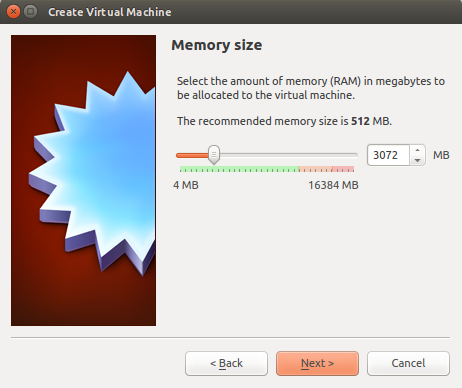 Create Virtual Machine
Memory size
Select the amount of memory (RAM) in megabytes to
be allocated to the virtual machine.
The recommended memory size is 512 MB.
3072 MB
4 MB 16384 MB
< Back Next > Cancel